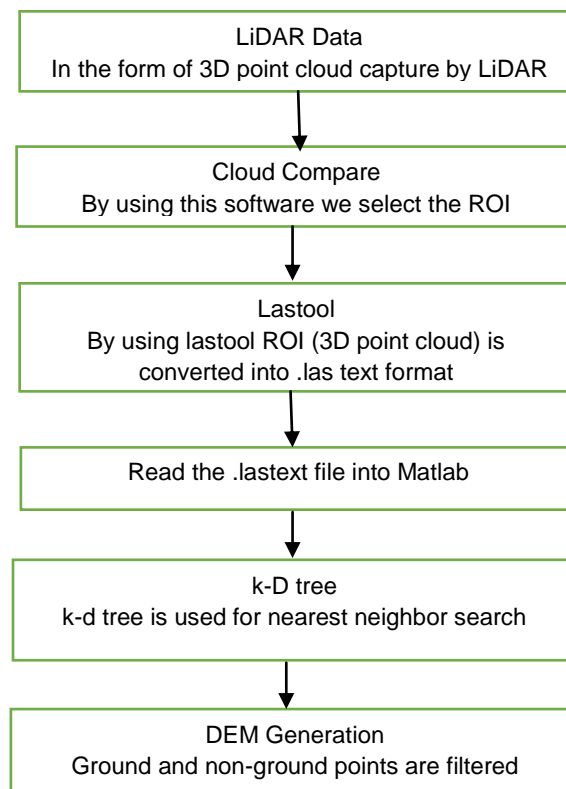 LiDAR Data
In the form of 3D point cloud capture by LiDAR
Cloud Compare
By using this software we select the ROI
Lastool
By using lastool ROI (3D point cloud) is
converted into .las text format
Read the .lastext file into Matlab
k-D tree
k-d tree is used for nearest neighbor search
DEM Generation
Ground and non-ground points are filtered